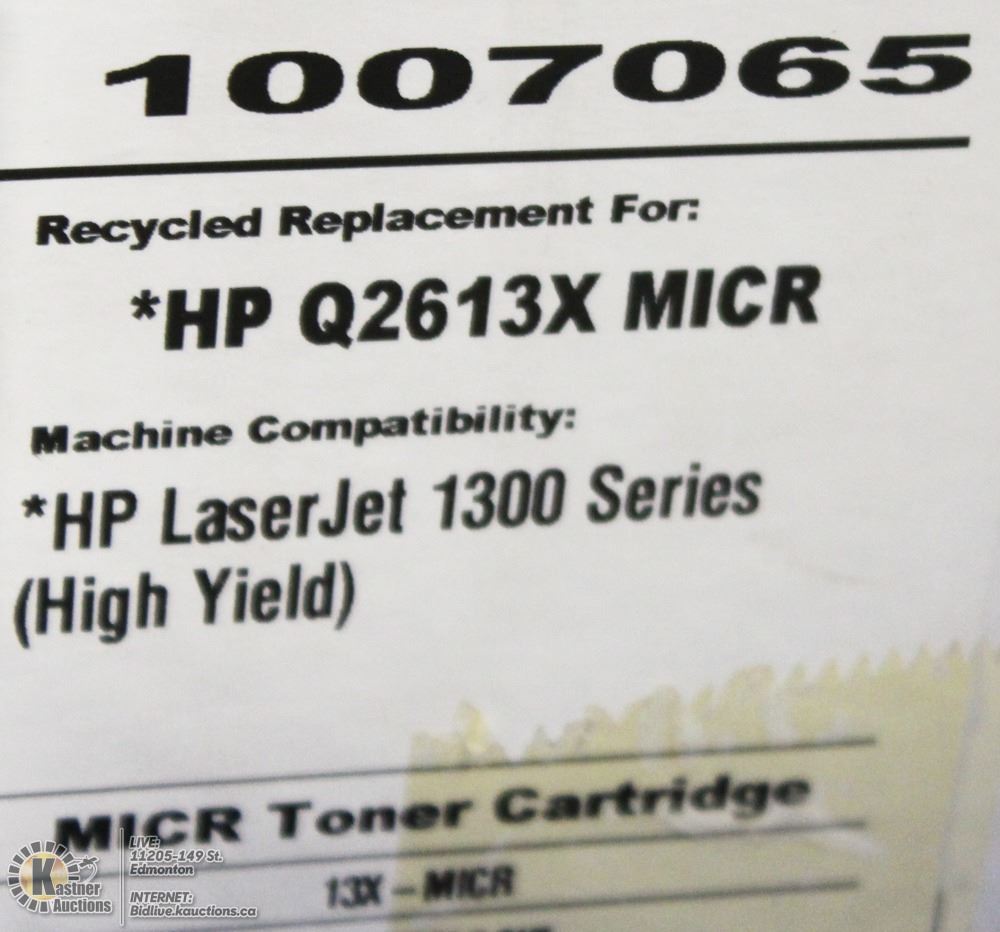 1007065
Recycled Replacement For:
*HP Q2613X MICR
Machine Compatibility:
*HP LaserJet 1300 Series
(High Yield)
MICR Toner Cartridge
13X - MICR
Kastner
Auctions
LIVE:
11205-149 St.
Edmonton
INTERNET:
Bidlive.kauctions.ca